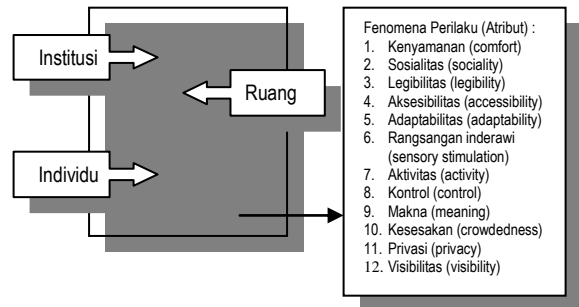 Institusi
Ruang
Individu
Fenomena Perilaku (Atribut) :
1. Kenyamanan (comfort)
2. Sosialitas (sociality)
3. Legibilitas (legibility)
4. Aksesibilitas (accessibility)
5. Adaptabilitas (adaptability)
6. Rangsangan inderawi
(sensory stimulation)
7. Aktivitas (activity)
8. Kontrol (control)
9. Makna (meaning)
10. Kesesakan (crowdedness)
11. Privasi (privacy)
12. Visibilitas (visibility)